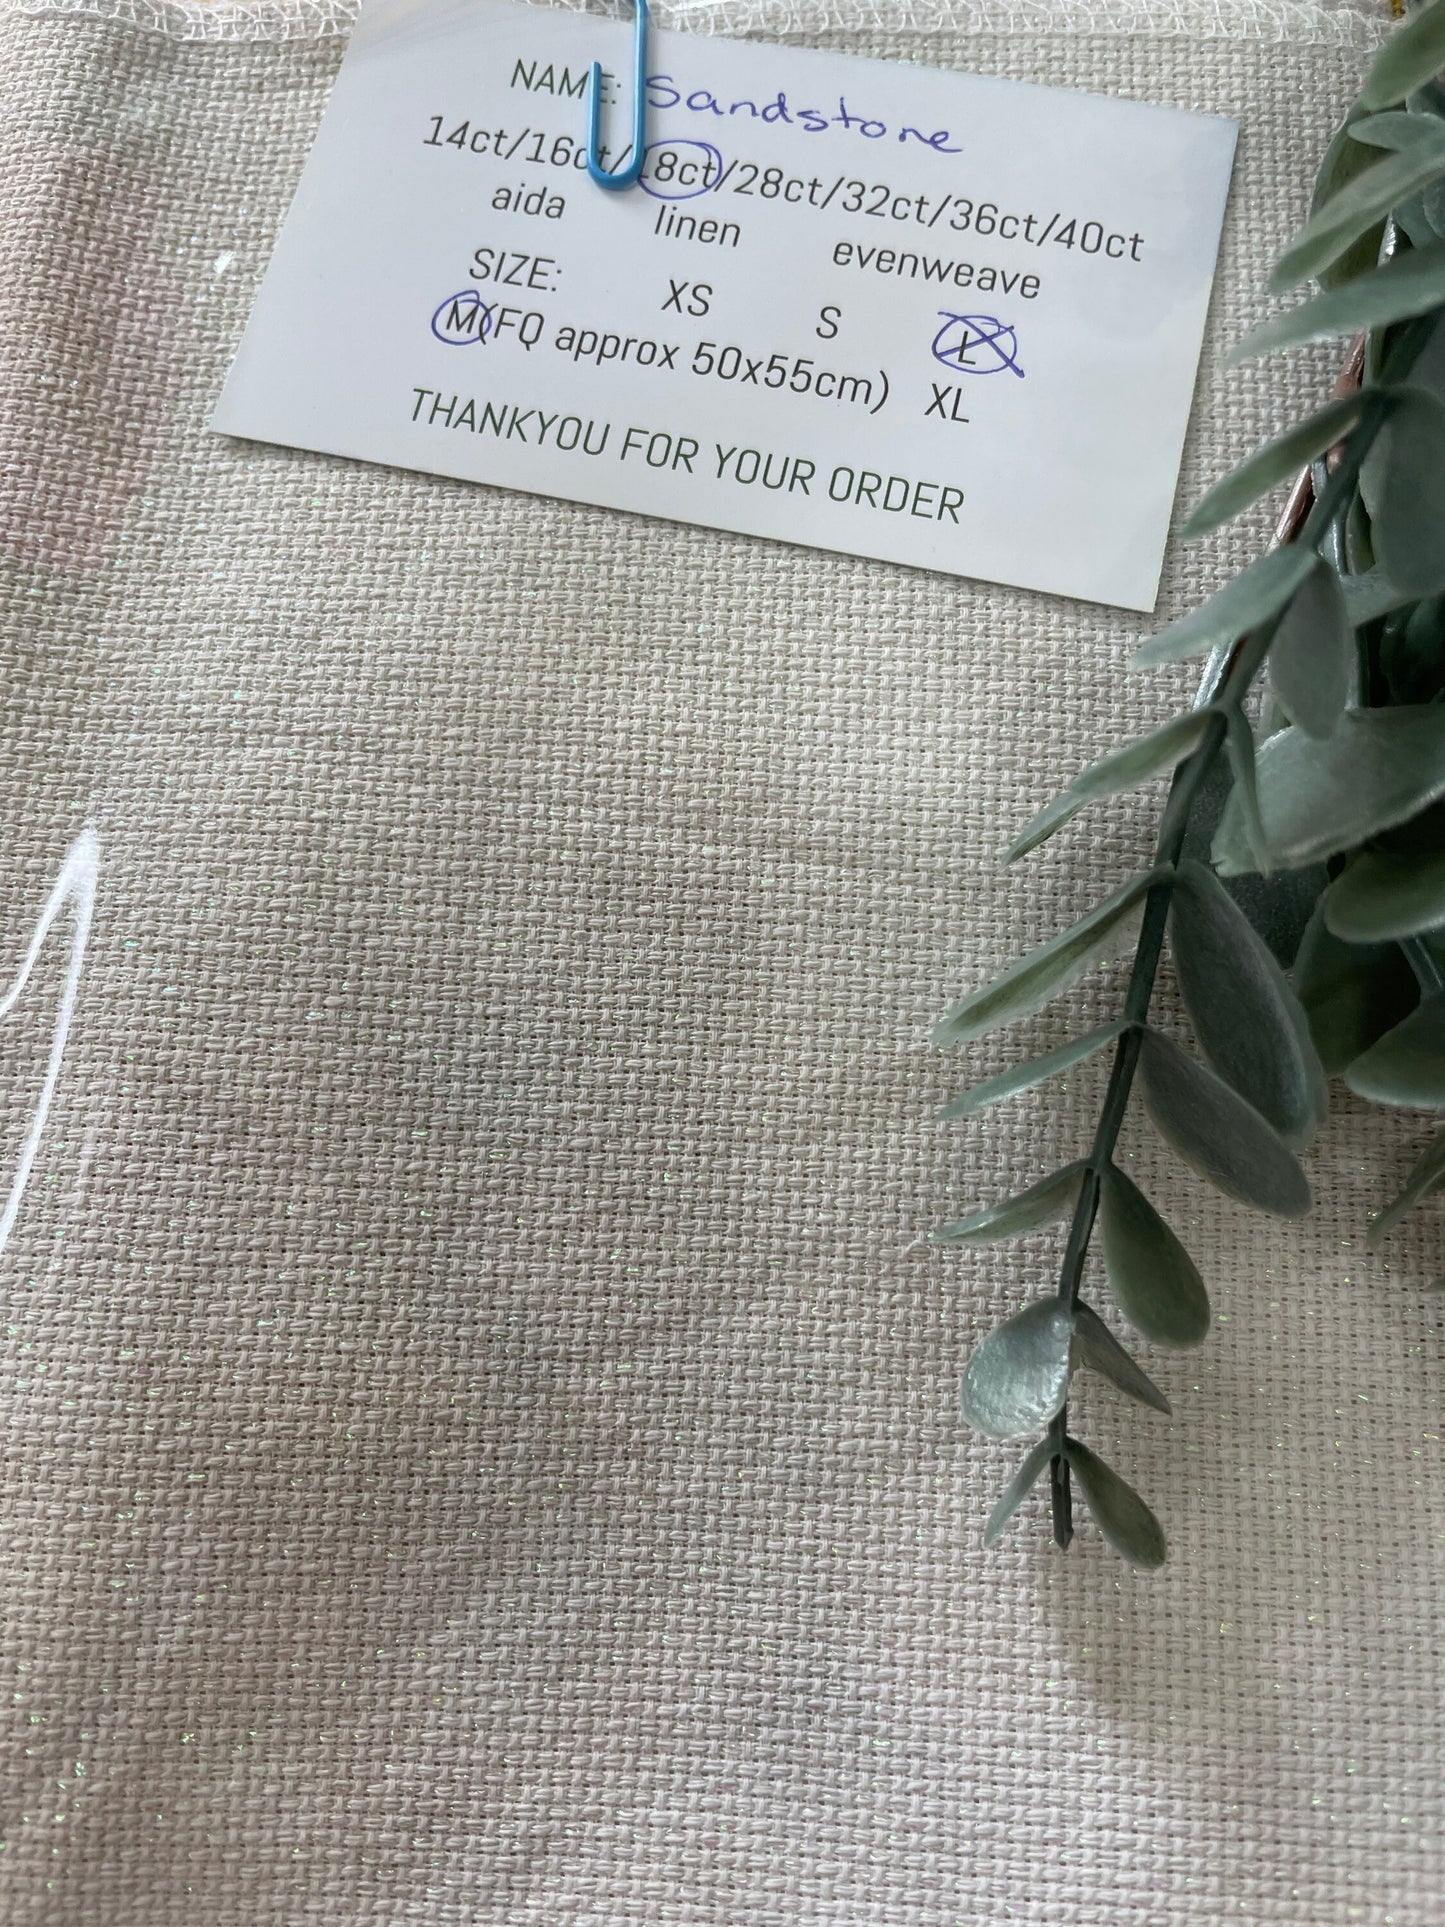 NAME: Sandstone
14ct/16ct/18ct/28ct/32ct/36ct/40ct
aida linen evenweave
SIZE: XS S L
M(FQ approx 50x55cm) XL
THANKYOU FOR YOUR ORDER